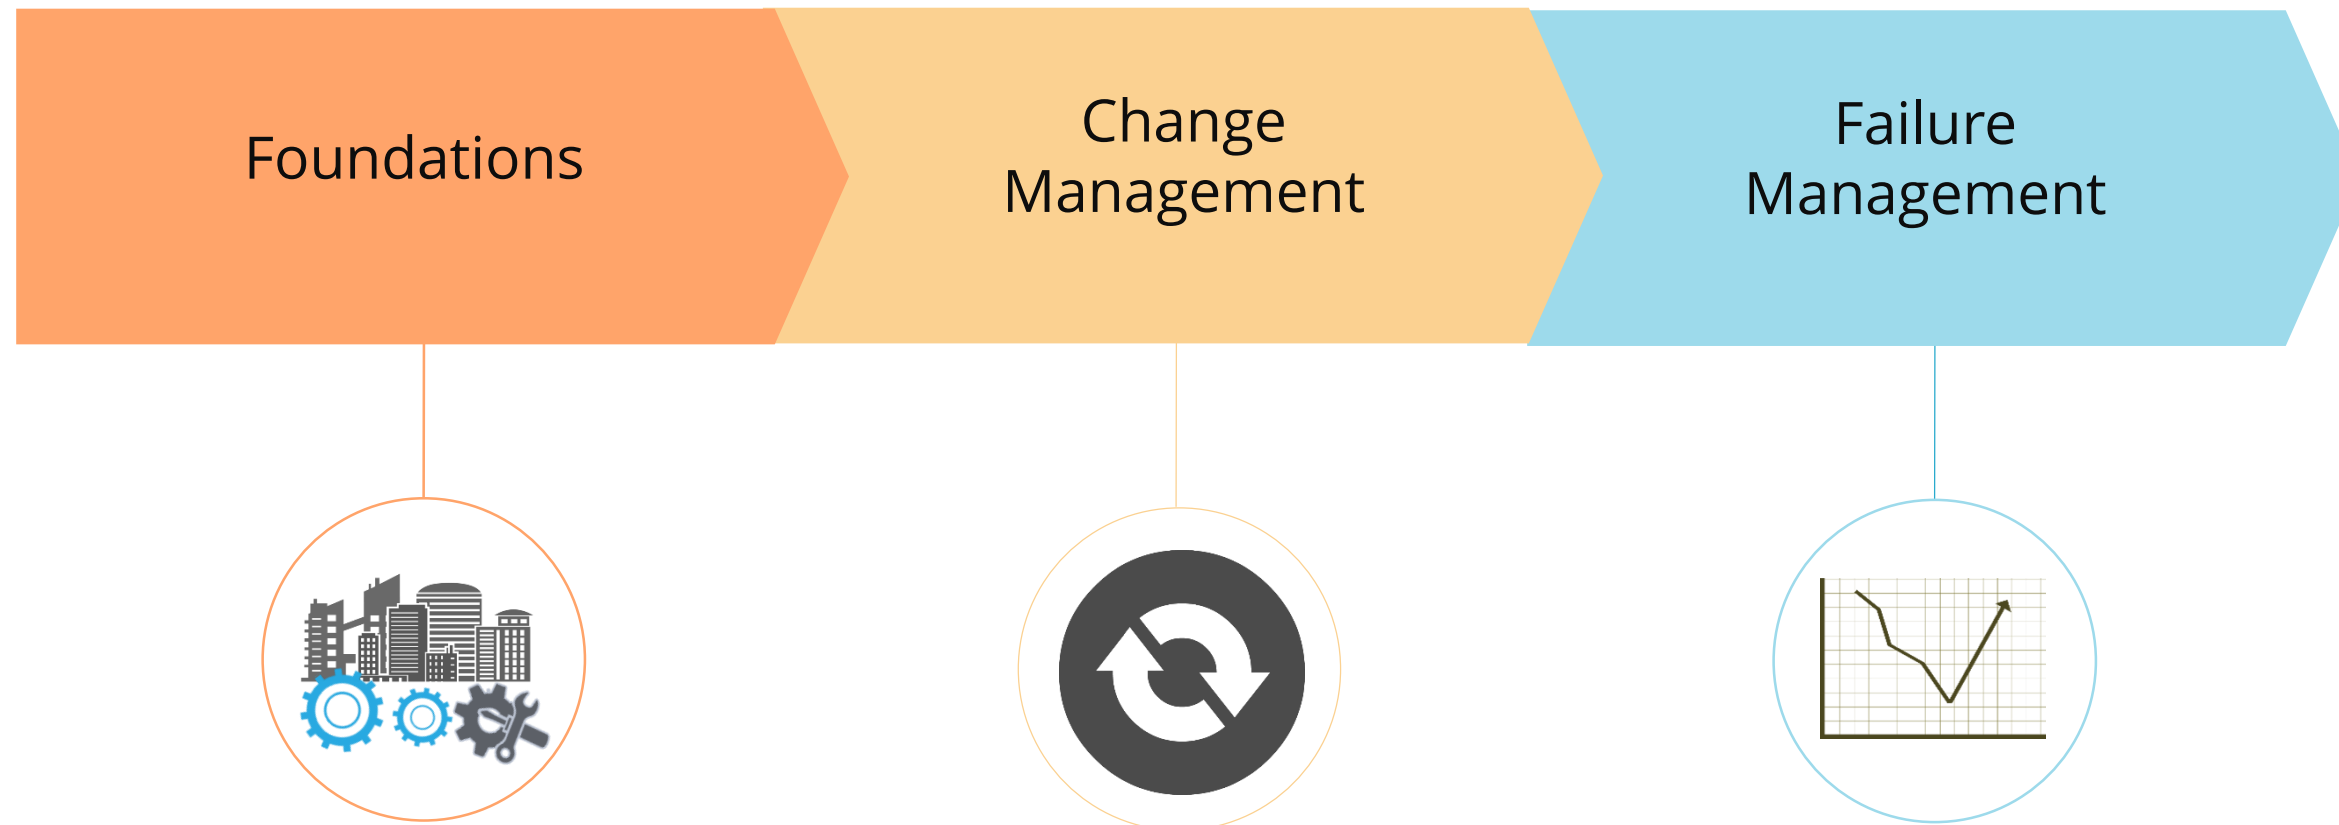 Foundations
Change
Management
Failure
Management